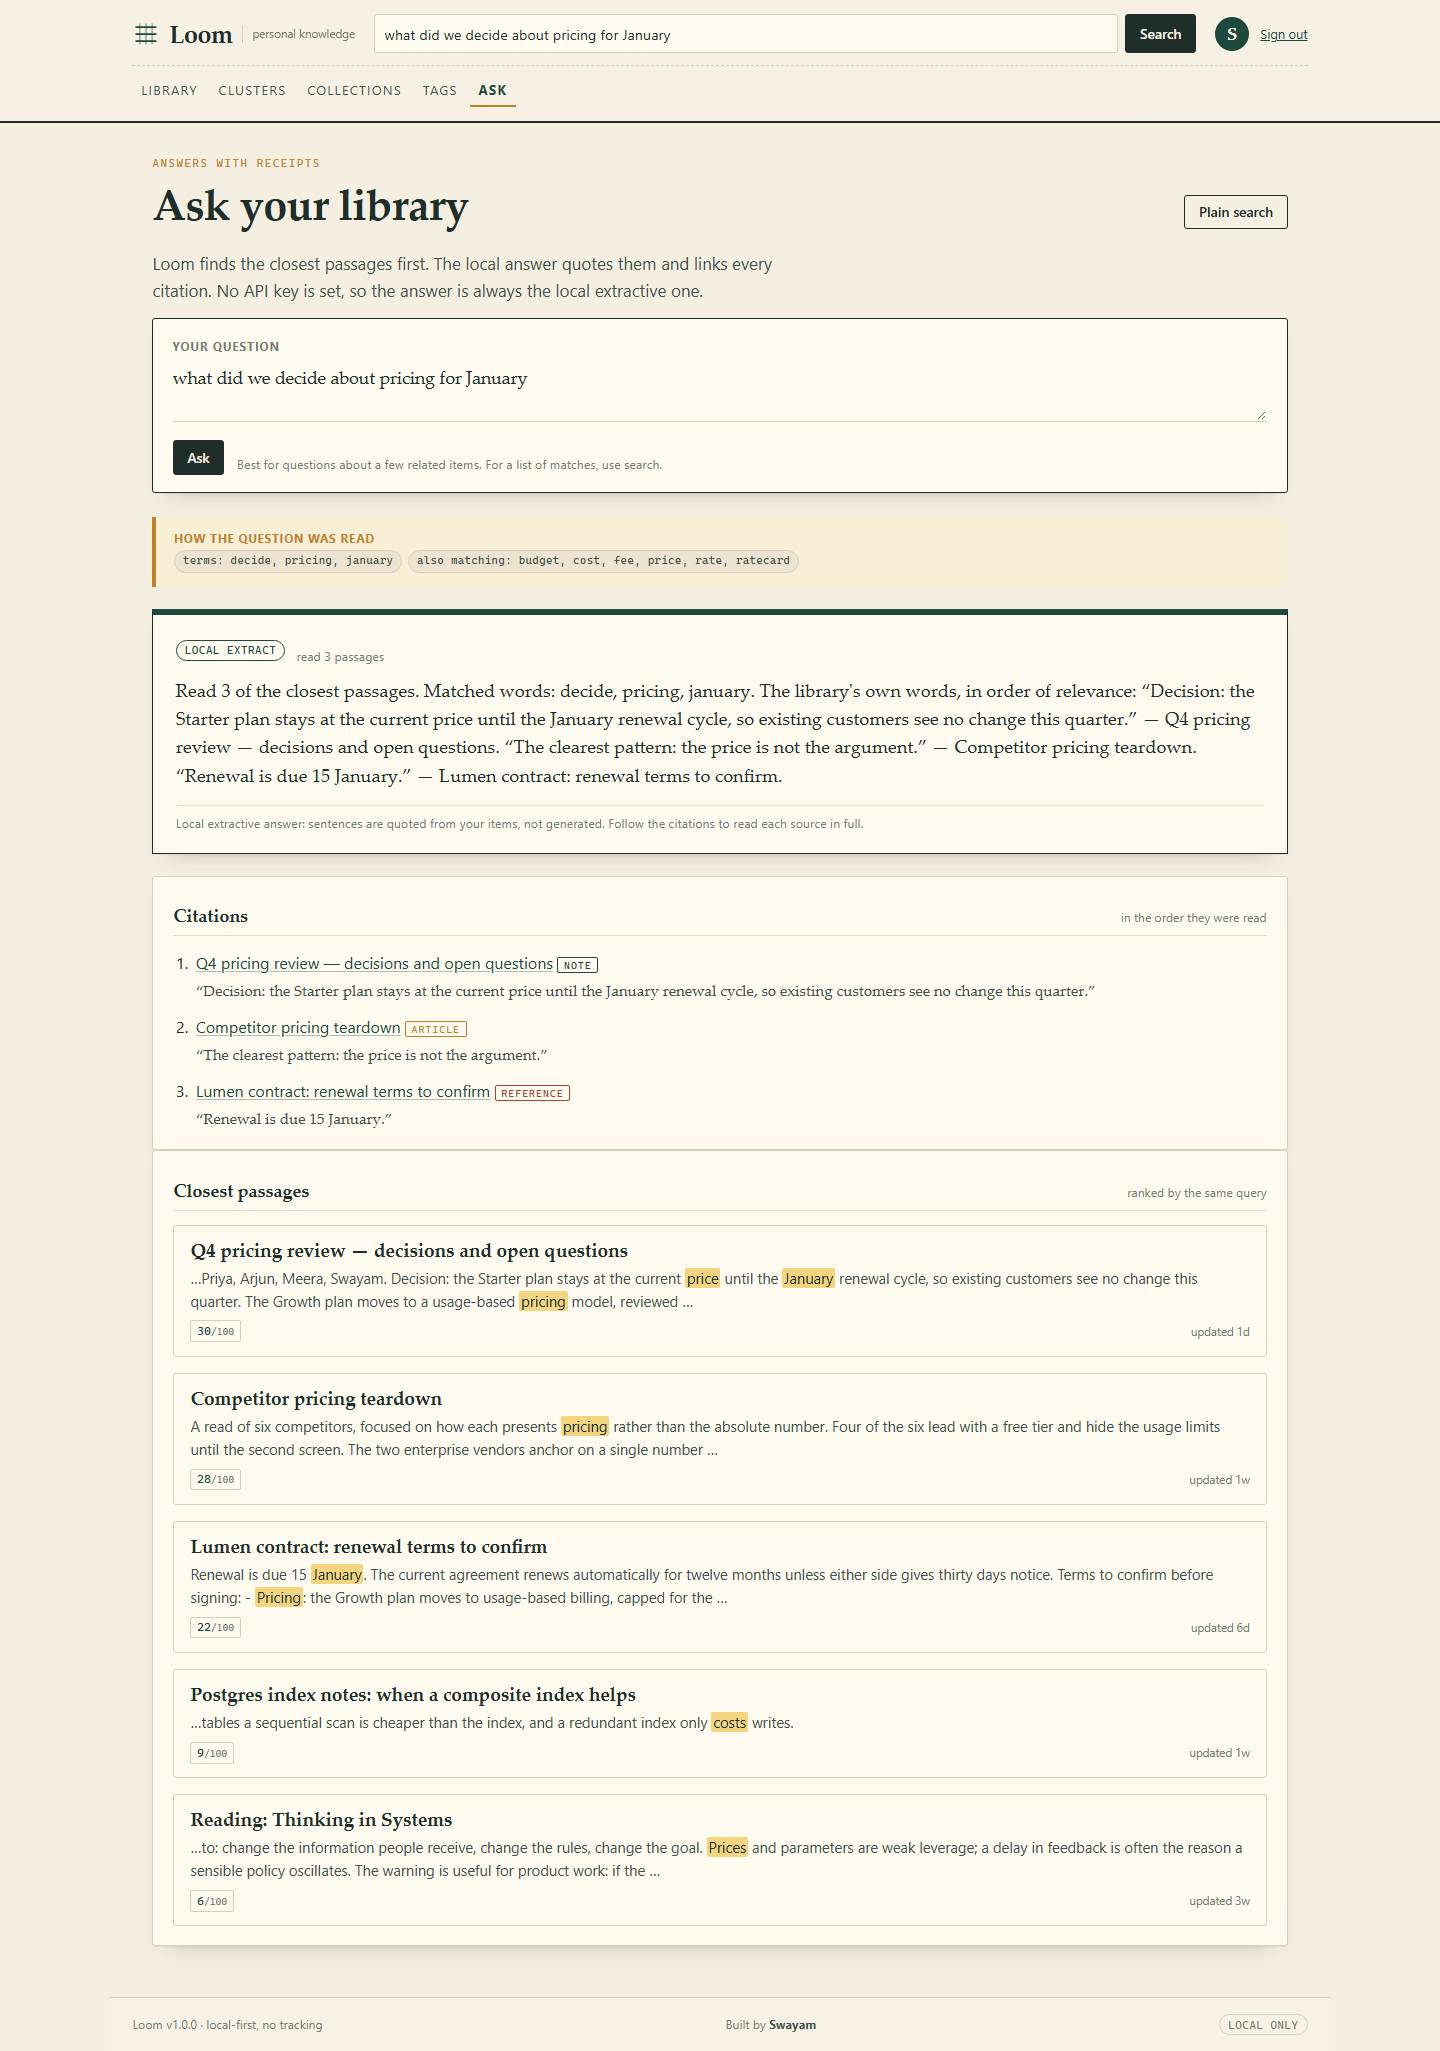 Loom
personal knowledge
what did we decide about pricing for January
Search
S
Sign out
LIBRARY
CLUSTERS
COLLECTIONS
TAGS
ASK
ANSWERS WITH RECEIPTS
Ask your library
Plain search
Loom finds the closest passages first. The local answer quotes them and links every
citation. No API key is set, so the answer is always the local extractive one.
YOUR QUESTION
what did we decide about pricing for January
Ask
Best for questions about a few related items. For a list of matches, use search.
HOW THE QUESTION WAS READ
terms: decide, pricing, january
also matching: budget, cost, fee, price, rate, ratecard
LOCAL EXTRACT
read 3 passages
Read 3 of the closest passages. Matched words: decide, pricing, january. The library's own words, in order of relevance: “Decision: the
Starter plan stays at the current price until the January renewal cycle, so existing customers see no change this quarter.” — Q4 pricing
review — decisions and open questions. “The clearest pattern: the price is not the argument.” — Competitor pricing teardown.
“Renewal is due 15 January.” — Lumen contract: renewal terms to confirm.
Local extractive answer: sentences are quoted from your items, not generated. Follow the citations to read each source in full.
Citations
in the order they were read
1. Q4 pricing review — decisions and open questions NOTE
“Decision: the Starter plan stays at the current price until the January renewal cycle, so existing customers see no change this quarter.”
2. Competitor pricing teardown ARTICLE
“The clearest pattern: the price is not the argument.”
3. Lumen contract: renewal terms to confirm REFERENCE
“Renewal is due 15 January.”
Closest passages
ranked by the same query
Q4 pricing review — decisions and open questions
…Priya, Arjun, Meera, Swayam. Decision: the Starter plan stays at the current price until the January renewal cycle, so existing customers see no change this
quarter. The Growth plan moves to a usage-based pricing model, reviewed …
30/100
updated 1d
Competitor pricing teardown
A read of six competitors, focused on how each presents pricing rather than the absolute number. Four of the six lead with a free tier and hide the usage limits
until the second screen. The two enterprise vendors anchor on a single number …
28/100
updated 1w
Lumen contract: renewal terms to confirm
Renewal is due 15 January. The current agreement renews automatically for twelve months unless either side gives thirty days notice. Terms to confirm before
signing: - Pricing: the Growth plan moves to usage-based billing, capped for the …
22/100
updated 6d
Postgres index notes: when a composite index helps
…tables a sequential scan is cheaper than the index, and a redundant index only costs writes.
9/100
updated 1w
Reading: Thinking in Systems
…to: change the information people receive, change the rules, change the goal. Prices and parameters are weak leverage; a delay in feedback is often the reason a
sensible policy oscillates. The warning is useful for product work: if the …
6/100
updated 3w
Loom v1.0.0 · local-first, no tracking
Built by Swayam
LOCAL ONLY